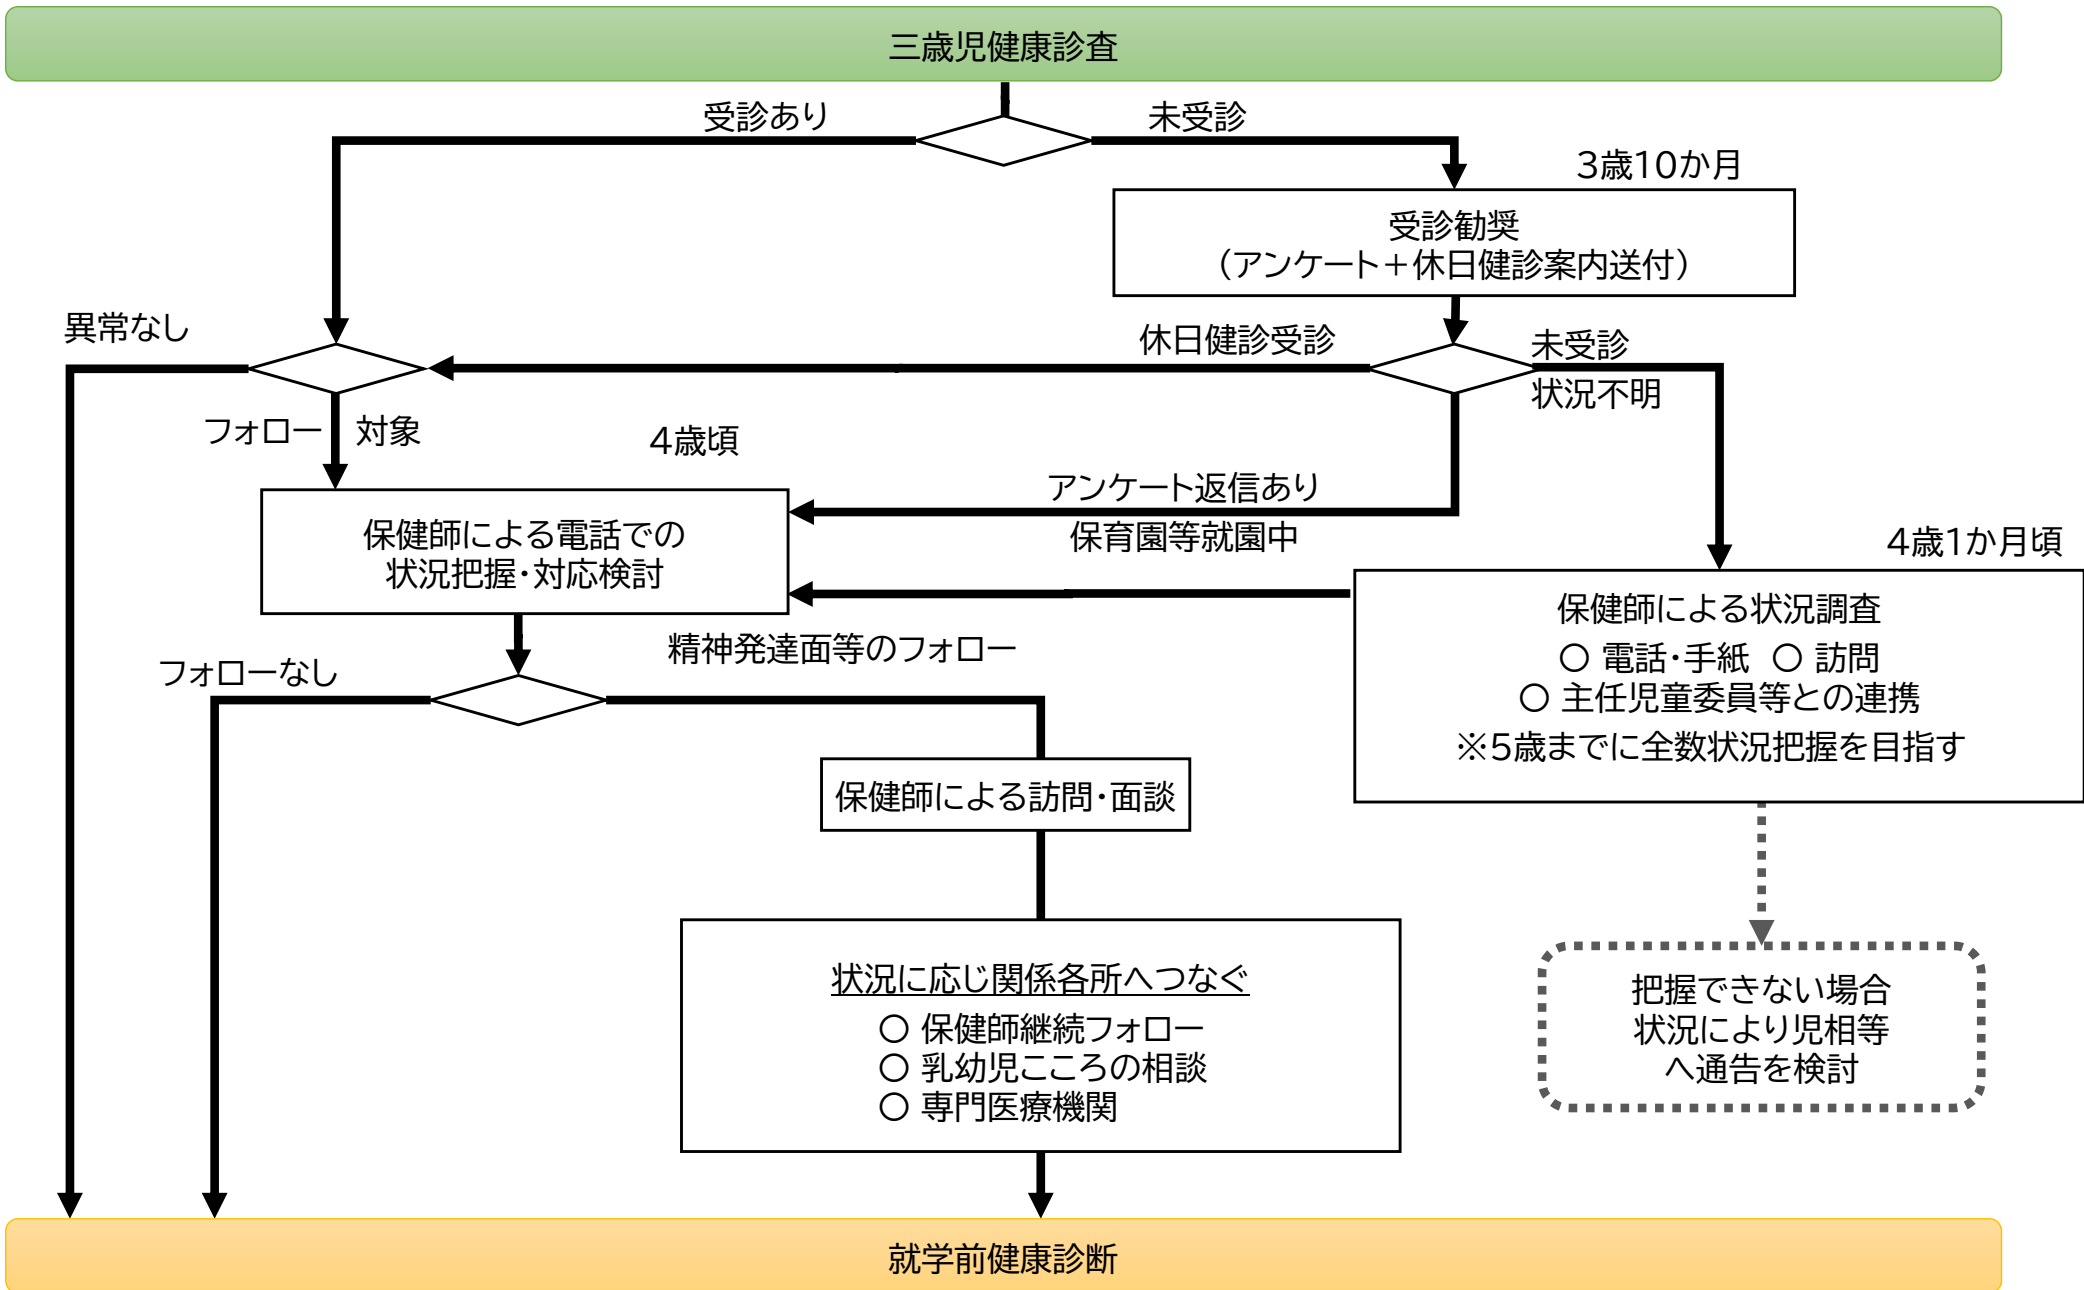 三歳児健康診査
受診あり
未受診
3歳10か月
受診勧奨
（アンケート＋休日健診案内送付）
異常なし
休日健診受診
未受診
状況不明
フォロー 対象
4歳頃
アンケート返信あり
保育園等就園中
4歳1か月頃
保健師による電話での
状況把握・対応検討
保健師による状況調査
〇 電話・手紙 〇 訪問
〇 主任児童委員等との連携
※5歳までに全数状況把握を目指す
精神発達面等のフォロー
フォローなし
保健師による訪問・面談
状況に応じ関係各所へつなぐ
〇 保健師継続フォロー
〇 乳幼児こころの相談
〇 専門医療機関
把握できない場合
状況により児相等
へ通告を検討
就学前健康診断